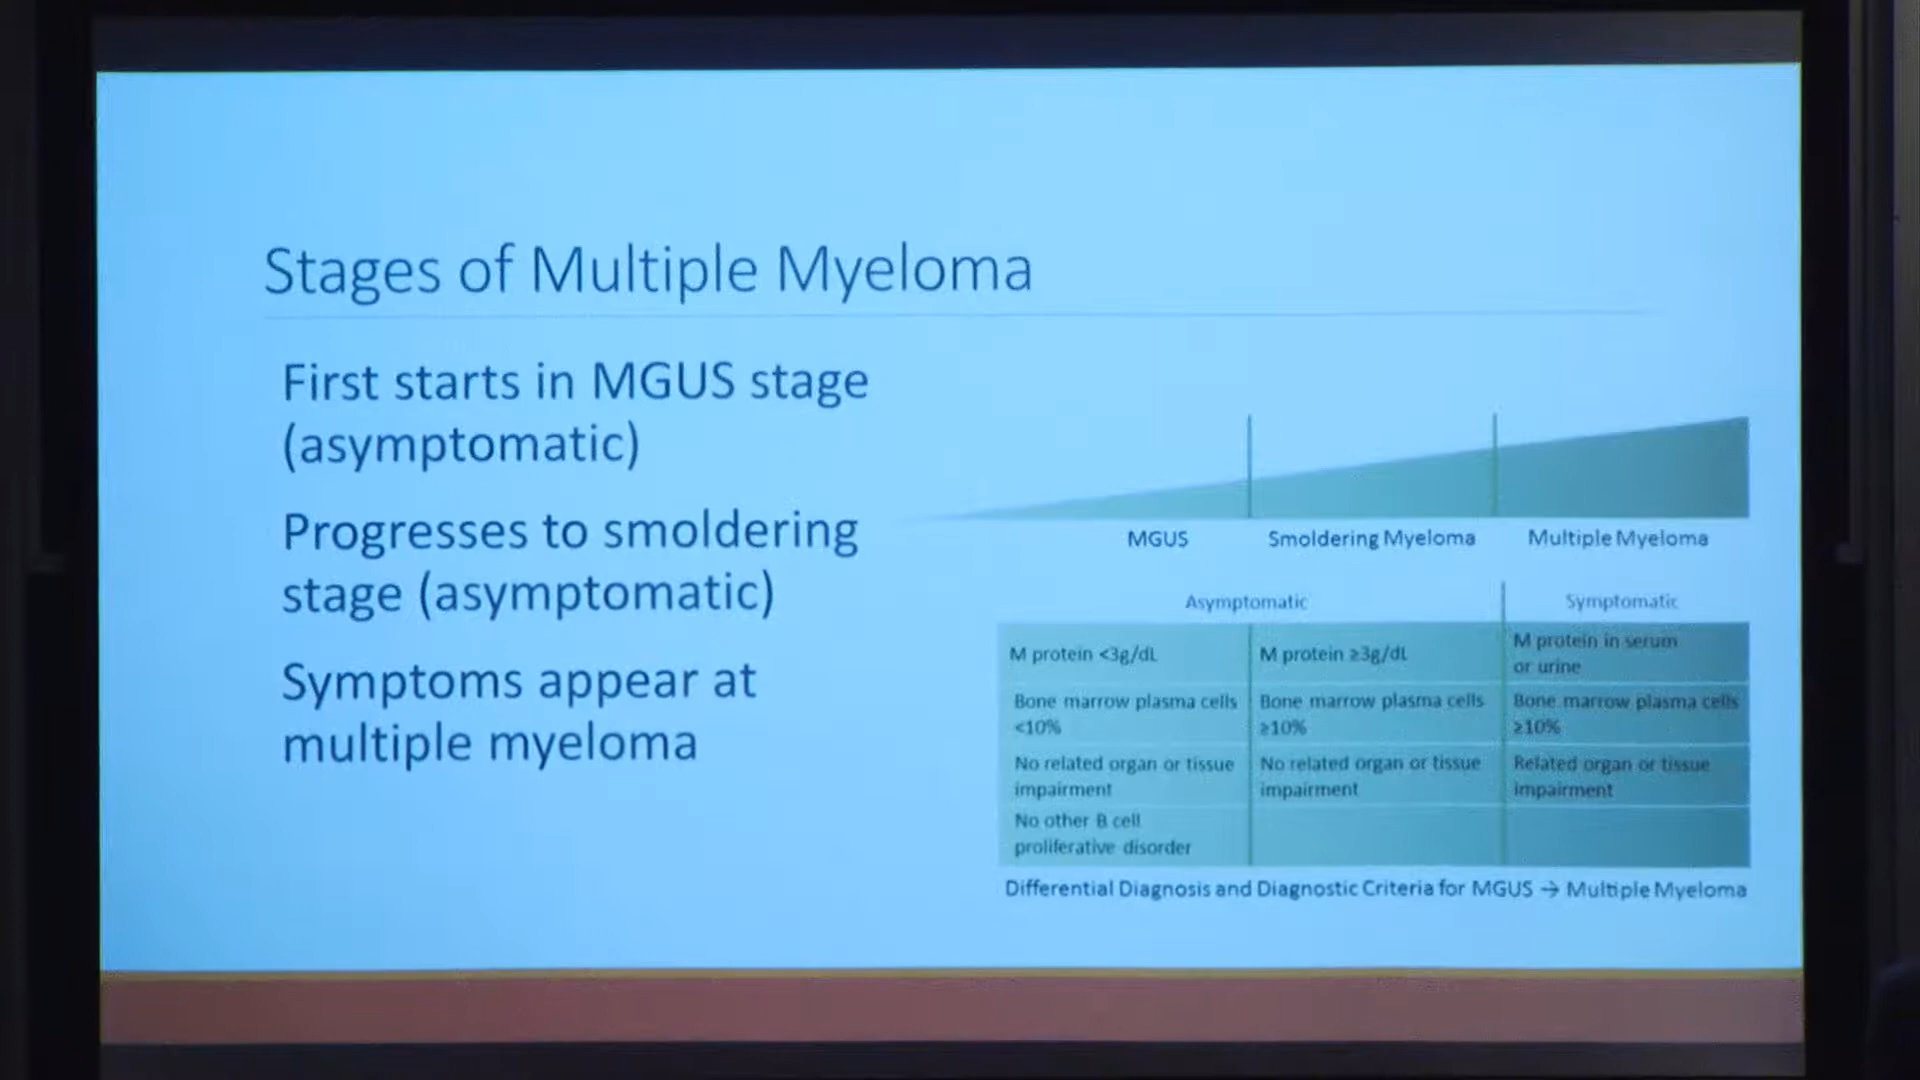 Stages of Multiple Myeloma
First starts in MGUS stage
(asymptomatic)
Progresses to smoldering
stage (asymptomatic)
Symptoms appear at
multiple myeloma
MGUS
Smoldering Myeloma
Multiple Myeloma
Asymptomatic
Symptomatic
M protein <3g/dL
M protein ≥3g/dL
M protein in serum
or urine
Bone marrow plasma cells
<10%
Bone marrow plasma cells
≥10%
Bone marrow plasma cells
≥10%
No related organ or tissue
impairment
No related organ or tissue
impairment
Related organ or tissue
impairment
No other B cell
proliferative disorder
Differential Diagnosis and Diagnostic Criteria for MGUS → Multiple Myeloma